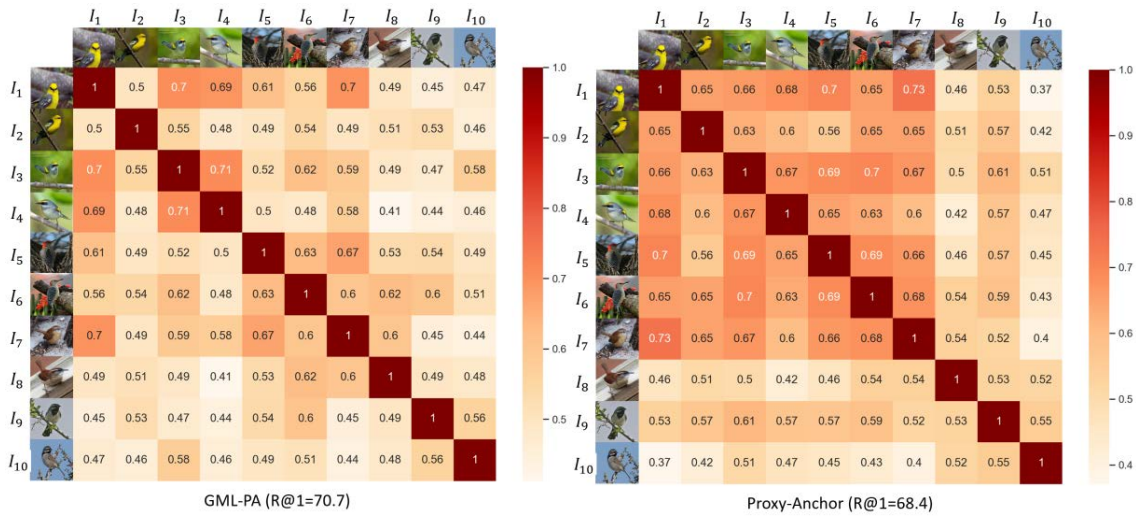 I₁ I₂ I₃ I₄ I₅ I₆ I₇ I₈ I₉ I₁₀
I₁ 1 0.5 0.7 0.69 0.61 0.56 0.7 0.49 0.45 0.47
I₂ 0.5 1 0.55 0.48 0.49 0.54 0.49 0.51 0.53 0.46
I₃ 0.7 0.55 1 0.71 0.52 0.62 0.59 0.49 0.47 0.58
I₄ 0.69 0.48 0.71 1 0.5 0.48 0.58 0.41 0.44 0.46
I₅ 0.61 0.49 0.52 0.5 1 0.63 0.67 0.53 0.54 0.49
I₆ 0.56 0.54 0.62 0.48 0.63 1 0.6 0.62 0.6 0.51
I₇ 0.7 0.49 0.59 0.58 0.67 0.6 1 0.6 0.45 0.44
I₈ 0.49 0.51 0.49 0.41 0.53 0.62 0.6 1 0.49 0.48
I₉ 0.45 0.53 0.47 0.44 0.54 0.6 0.45 0.49 1 0.56
I₁₀ 0.47 0.46 0.58 0.46 0.49 0.51 0.44 0.48 0.56 1
1.0
0.9
0.8
0.7
0.6
0.5
GML-PA (R@1=70.7)
I₁ I₂ I₃ I₄ I₅ I₆ I₇ I₈ I₉ I₁₀
I₁ 1 0.65 0.66 0.68 0.7 0.65 0.73 0.46 0.53 0.37
I₂ 0.65 1 0.63 0.6 0.56 0.65 0.65 0.51 0.57 0.42
I₃ 0.66 0.63 1 0.67 0.69 0.7 0.67 0.5 0.61 0.51
I₄ 0.68 0.6 0.67 1 0.65 0.63 0.6 0.42 0.57 0.47
I₅ 0.7 0.56 0.69 0.65 1 0.69 0.66 0.46 0.57 0.45
I₆ 0.65 0.65 0.7 0.63 0.69 1 0.68 0.54 0.59 0.43
I₇ 0.73 0.65 0.67 0.6 0.66 0.68 1 0.54 0.52 0.4
I₈ 0.46 0.51 0.5 0.42 0.46 0.54 0.54 1 0.53 0.52
I₉ 0.53 0.57 0.61 0.57 0.57 0.59 0.52 0.53 1 0.55
I₁₀ 0.37 0.42 0.51 0.47 0.45 0.43 0.4 0.52 0.55 1
1.0
0.9
0.8
0.7
0.6
0.5
0.4
Proxy-Anchor (R@1=68.4)